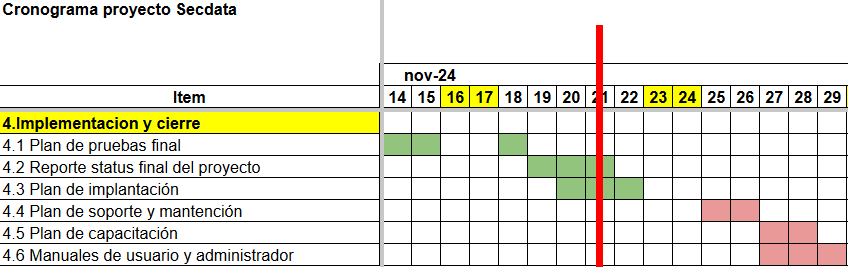 Cronograma proyecto Secdata
nov-24
Item 14 15 16 17 18 19 20 21 22 23 24 25 26 27 28 29
4.Implementacion y cierre
4.1 Plan de pruebas final
4.2 Reporte status final del proyecto
4.3 Plan de implantación
4.4 Plan de soporte y mantención
4.5 Plan de capacitación
4.6 Manuales de usuario y administrador